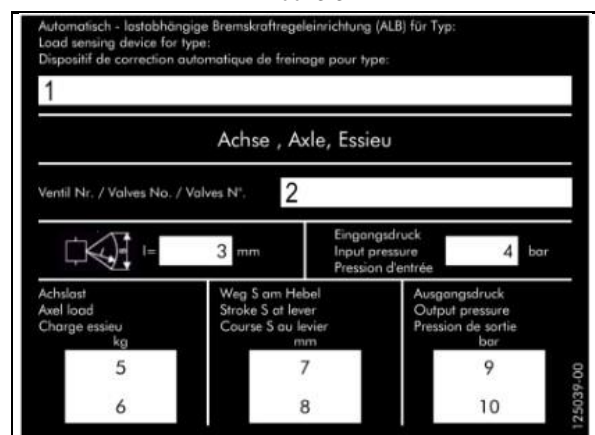 Automatisch - lastabhängige Bremskraftregeleinrichtung (ALB) für Typ:
Load sensing device for type:
Dispositif de correction automatique de freinage pour type:
1
Achse , Axle, Essieu
Ventil Nr. / Valves No. / Valves N°. 2
l= 3 mm
Eingangsdruck
Input pressure
Pression d'entrée
4 bar
Achslast
Axel load
Charge essieu
kg
5
6
Weg S am Hebel
Stroke S at lever
Course S au levier
mm
7
8
Ausgangsdruck
Output pressure
Pression de sortie
bar
9
10
125039-00